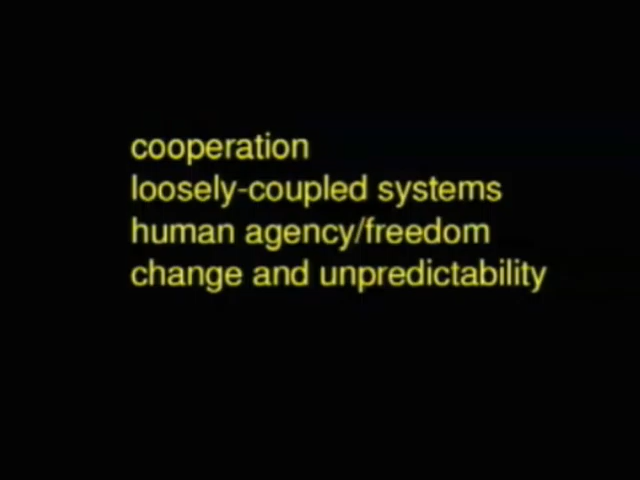 cooperation
loosely-coupled systems
human agency/freedom
change and unpredictability